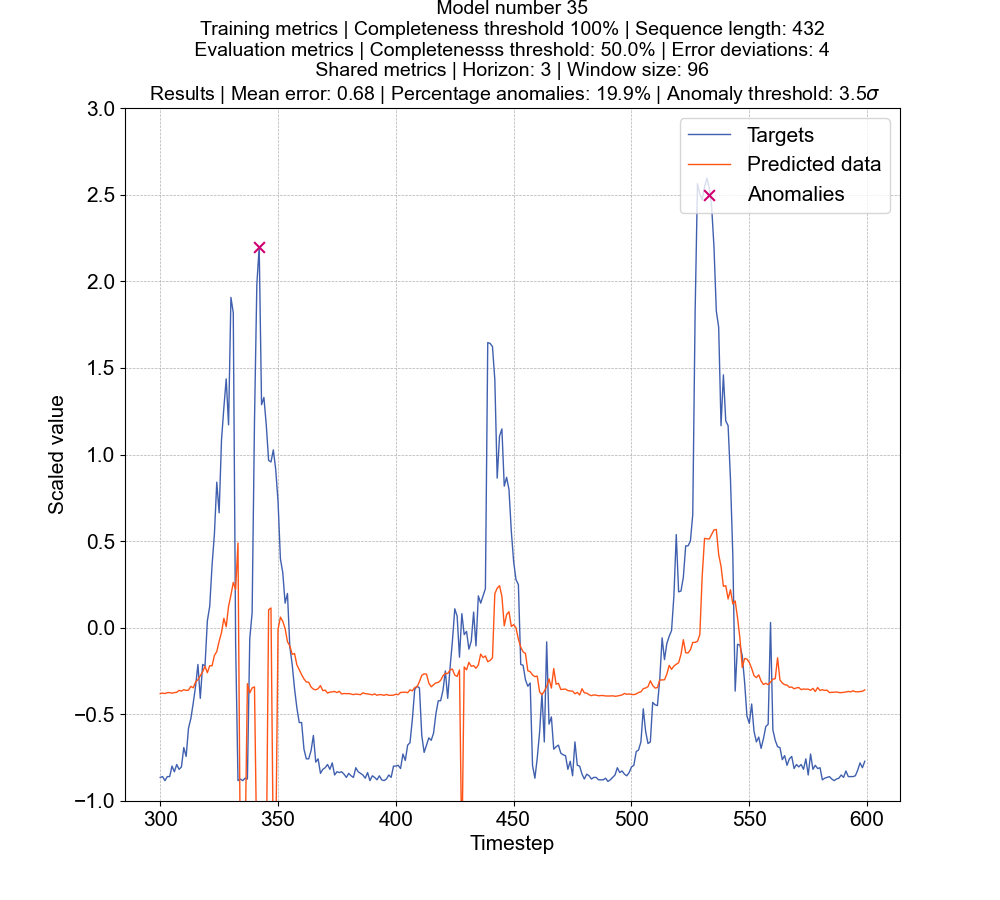 Model number 35
Training metrics | Completeness threshold 100% | Sequence length: 432
Evaluation metrics | Completenesss threshold: 50.0% | Error deviations: 4
Shared metrics | Horizon: 3 | Window size: 96
Results | Mean error: 0.68 | Percentage anomalies: 19.9% | Anomaly threshold: 3.5σ
Targets
Predicted data
Anomalies
Scaled value
3.0
2.5
2.0
1.5
1.0
0.5
0.0
−0.5
−1.0
300 350 400 450 500 550 600
Timestep